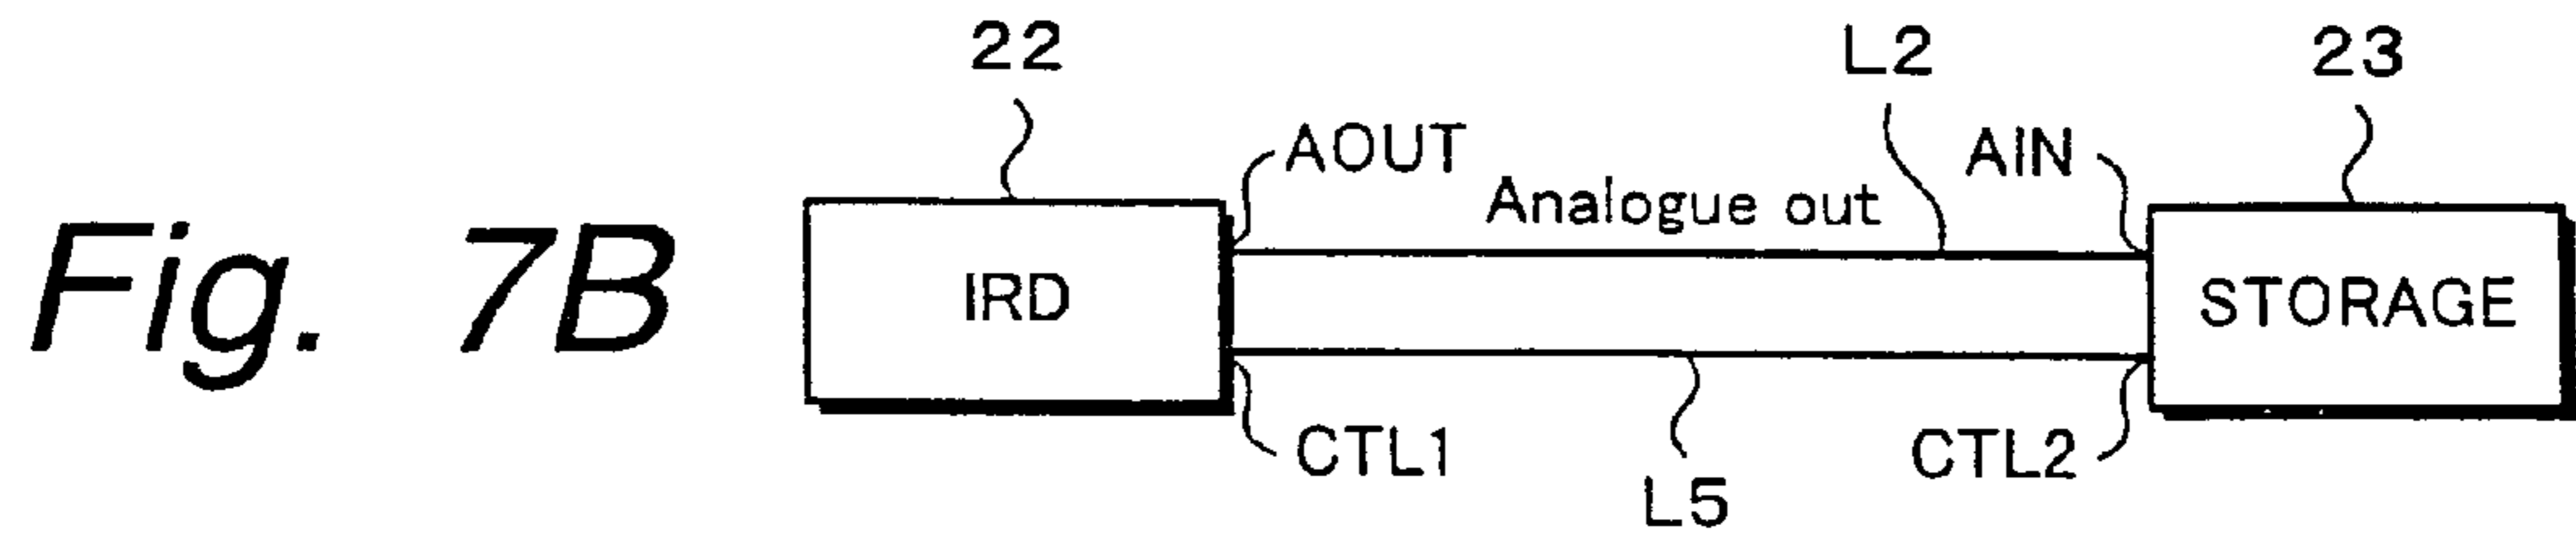 Fig. 7B
22
L2
23
AOUT
Analogue out
AIN
IRD
STORAGE
CTL1
L5
CTL2